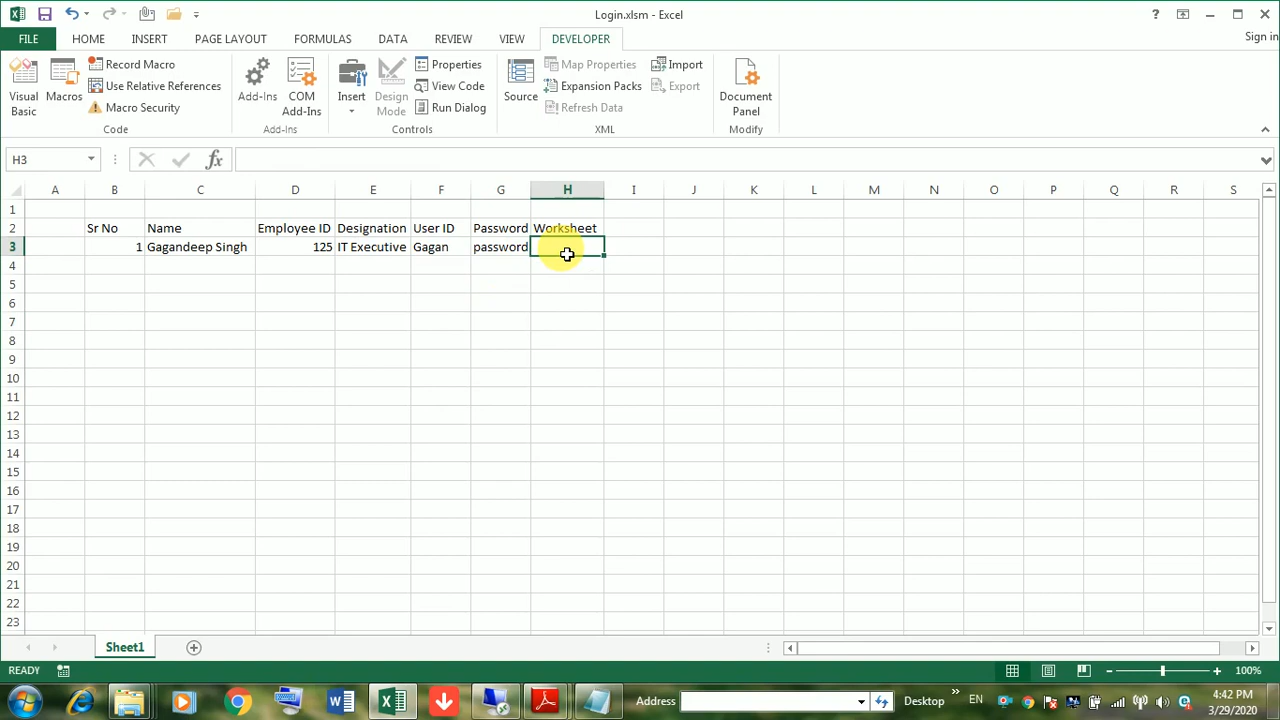 Login.xlsm - Excel
?
FILE HOME INSERT PAGE LAYOUT FORMULAS DATA REVIEW VIEW DEVELOPER Sign in
Visual Basic
Macros
Record Macro
Use Relative References
Macro Security
Code
Add-Ins
COM Add-Ins
Add-Ins
Insert
Design Mode
Properties
View Code
Run Dialog
Controls
Source
Map Properties
Expansion Packs
Refresh Data
Import
Export
XML
Document Panel
Modify
H3 fx
A B C D E F G H I J K L M N O P Q R S
1
2 Sr No Name Employee ID Designation User ID Password Worksheet
3 1 Gagandeep Singh 125 IT Executive Gagan password
4
5
6
7
8
9
10
11
12
13
14
15
16
17
18
19
20
21
22
23
Sheet1
READY 100%
Address Desktop » EN 4:42 PM
3/29/2020